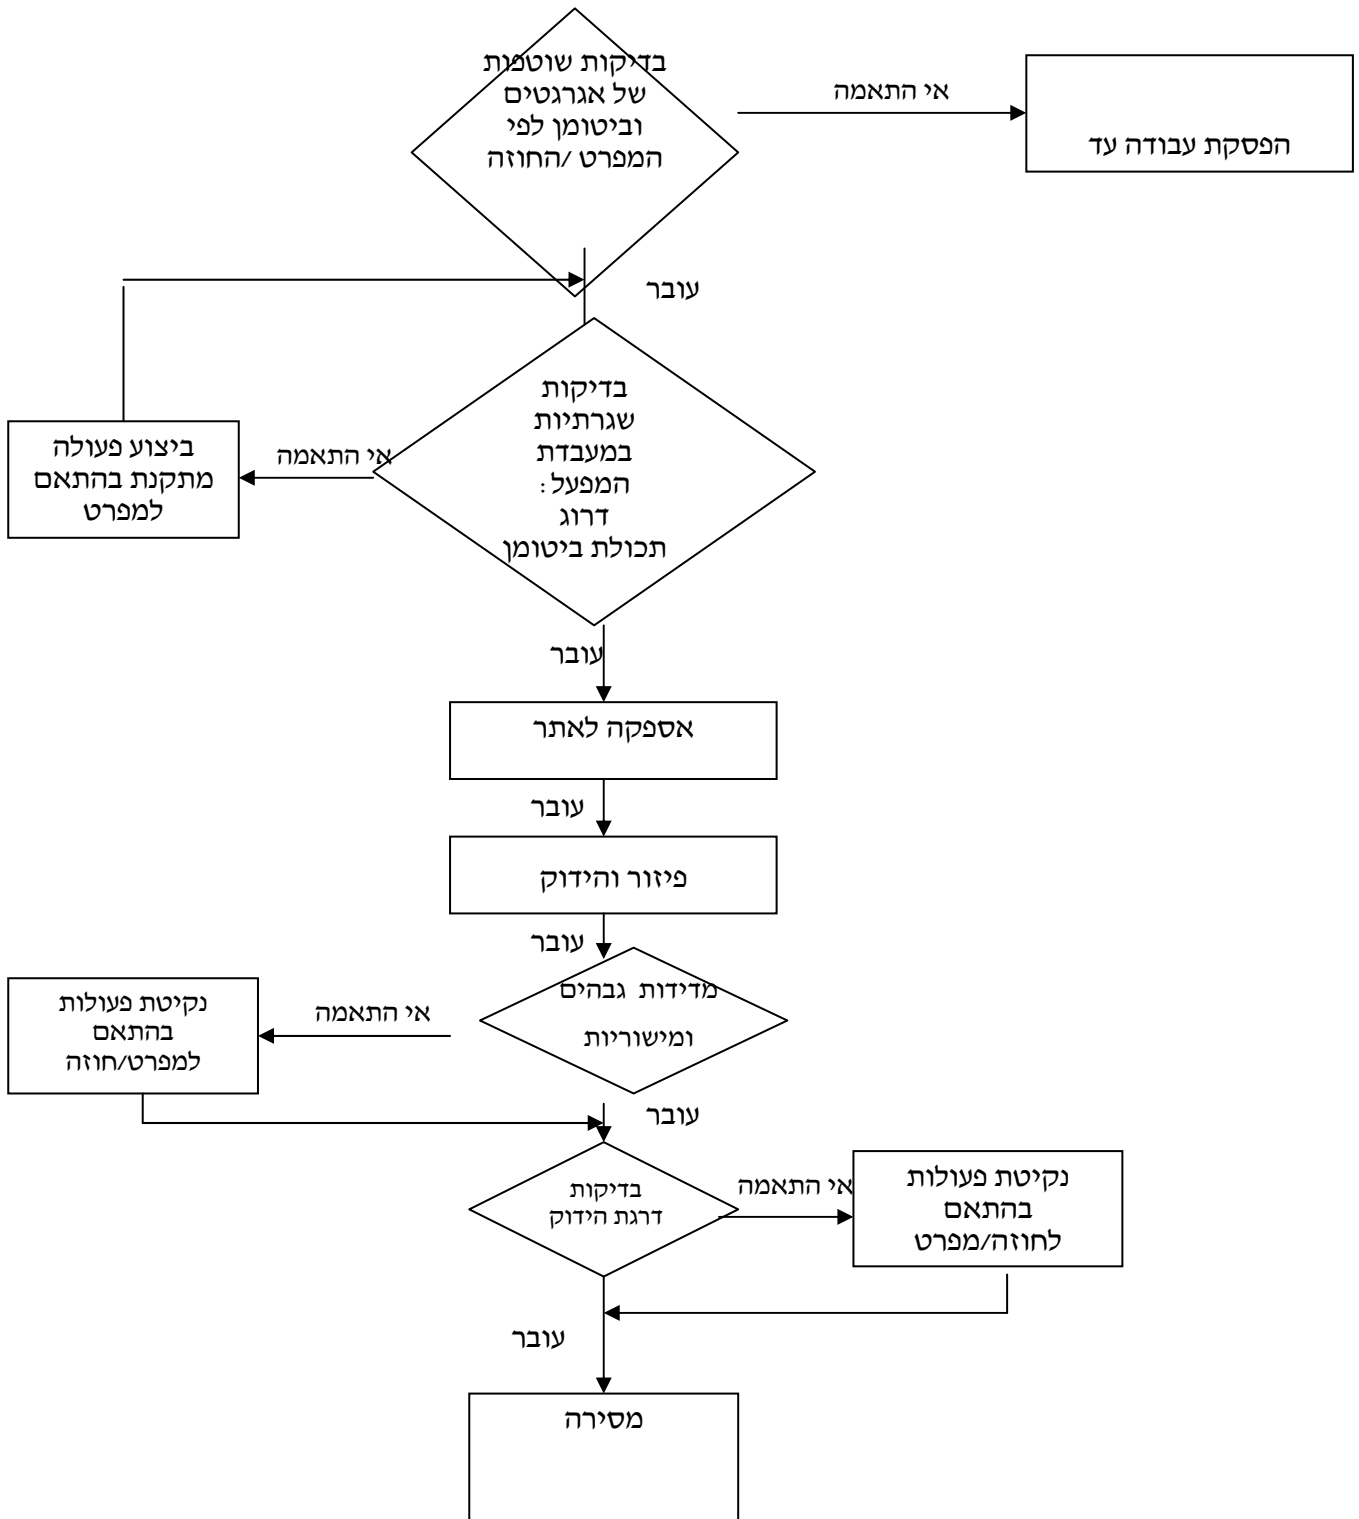 בדיקות שוטפות
של אגרגטים
וביטומן לפי
המפרט /החוזה
אי התאמה
הפסקת עבודה עד
עובר
בדיקות
שגרתיות
במעבדת
המפעל :
דרוג
תכולת ביטומן
אי התאמה
ביצוע פעולה
מתקנת בהתאם
למפרט
עובר
אספקה לאתר
עובר
פיזור והידוק
עובר
מדידות גבהים
ומישוריות
אי התאמה
נקיטת פעולות
בהתאם
למפרט/חוזה
עובר
בדיקות
דרגת הידוק
אי התאמה
נקיטת פעולות
בהתאם
לחוזה/מפרט
עובר
מסירה